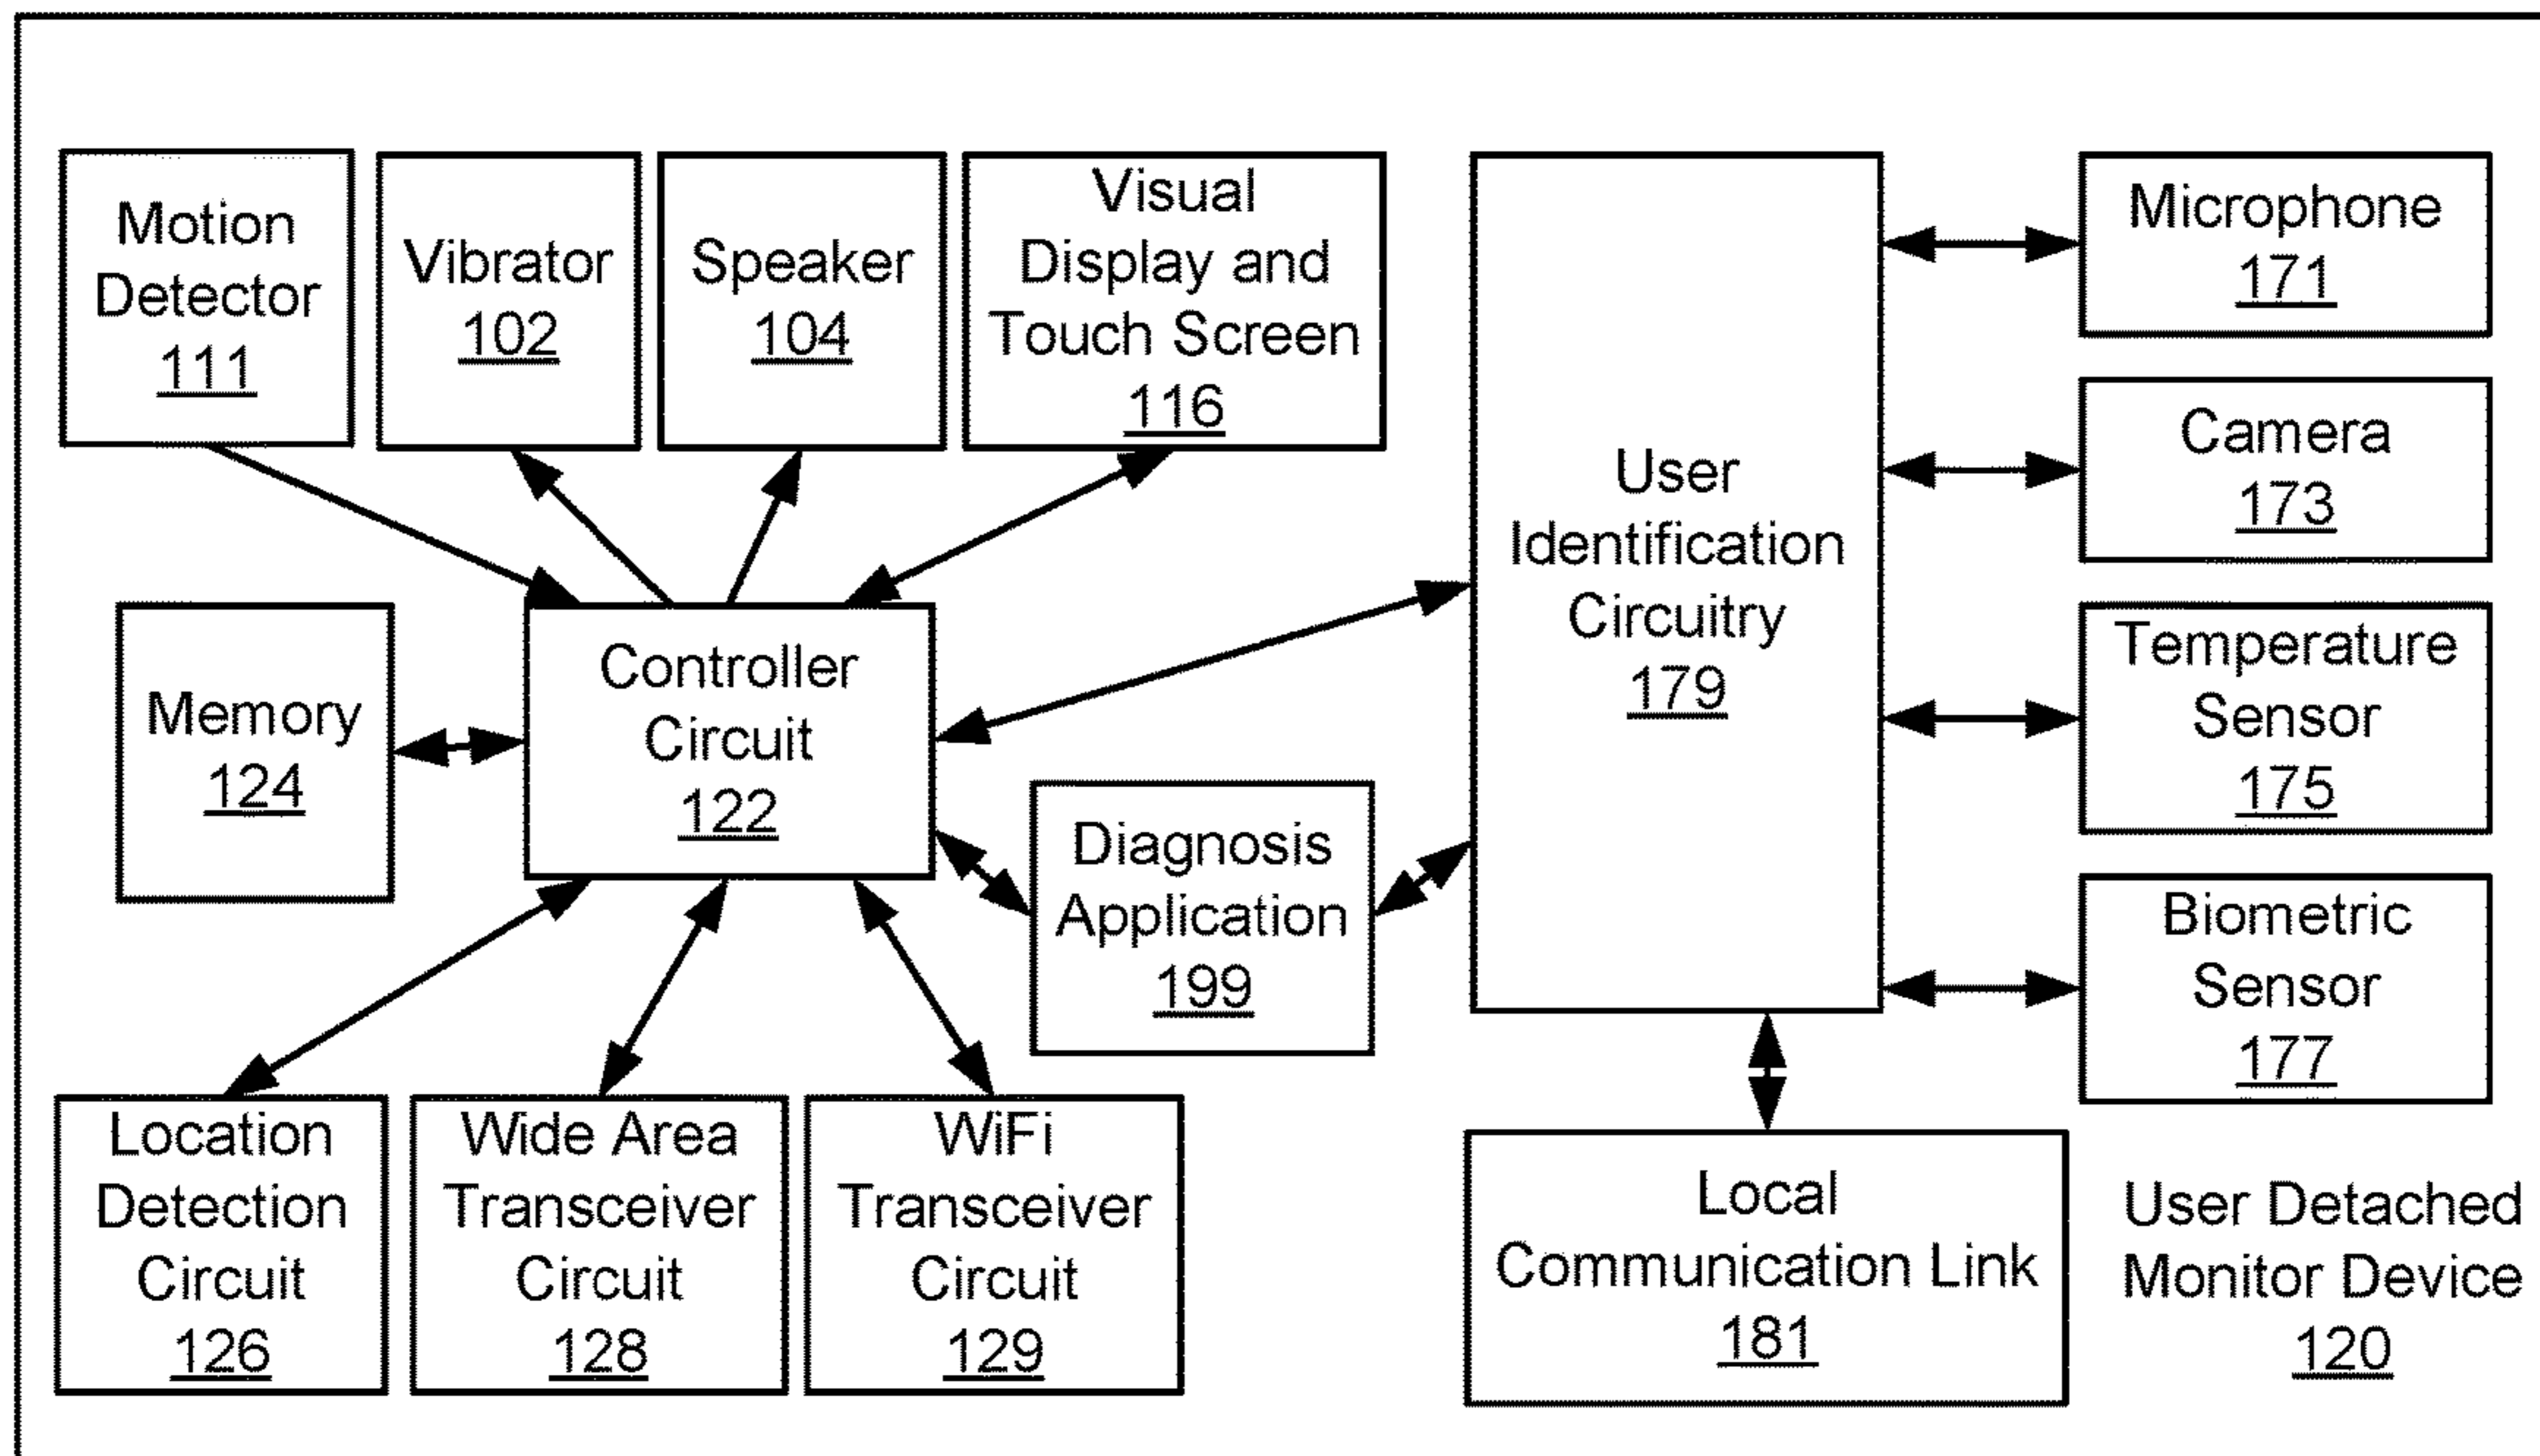 Motion
Detector
111
Vibrator
102
Speaker
104
Visual
Display and
Touch Screen
116
User
Identification
Circuitry
179
Microphone
171
Camera
173
Temperature
Sensor
175
Biometric
Sensor
177
Memory
124
Controller
Circuit
122
Diagnosis
Application
199
Location
Detection
Circuit
126
Wide Area
Transceiver
Circuit
128
WiFi
Transceiver
Circuit
129
Local
Communication Link
181
User Detached
Monitor Device
120